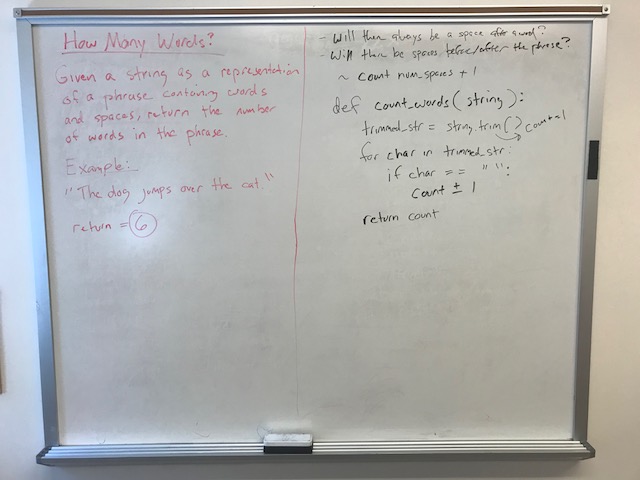 How Many Words?
Given a string as a representation
of a phrase containing words
and spaces, return the number
of words in the phrase.
Example:
"The dog jumps over the cat."
return = 6
- Will there always be a space after a word?
- Will there be spaces before/after the phrase?
~ count num_spaces + 1
def count_words(string):
trimmed_str = string.trim() count=1
for char in trimmed_str:
if char == " ":
count ± 1
return count